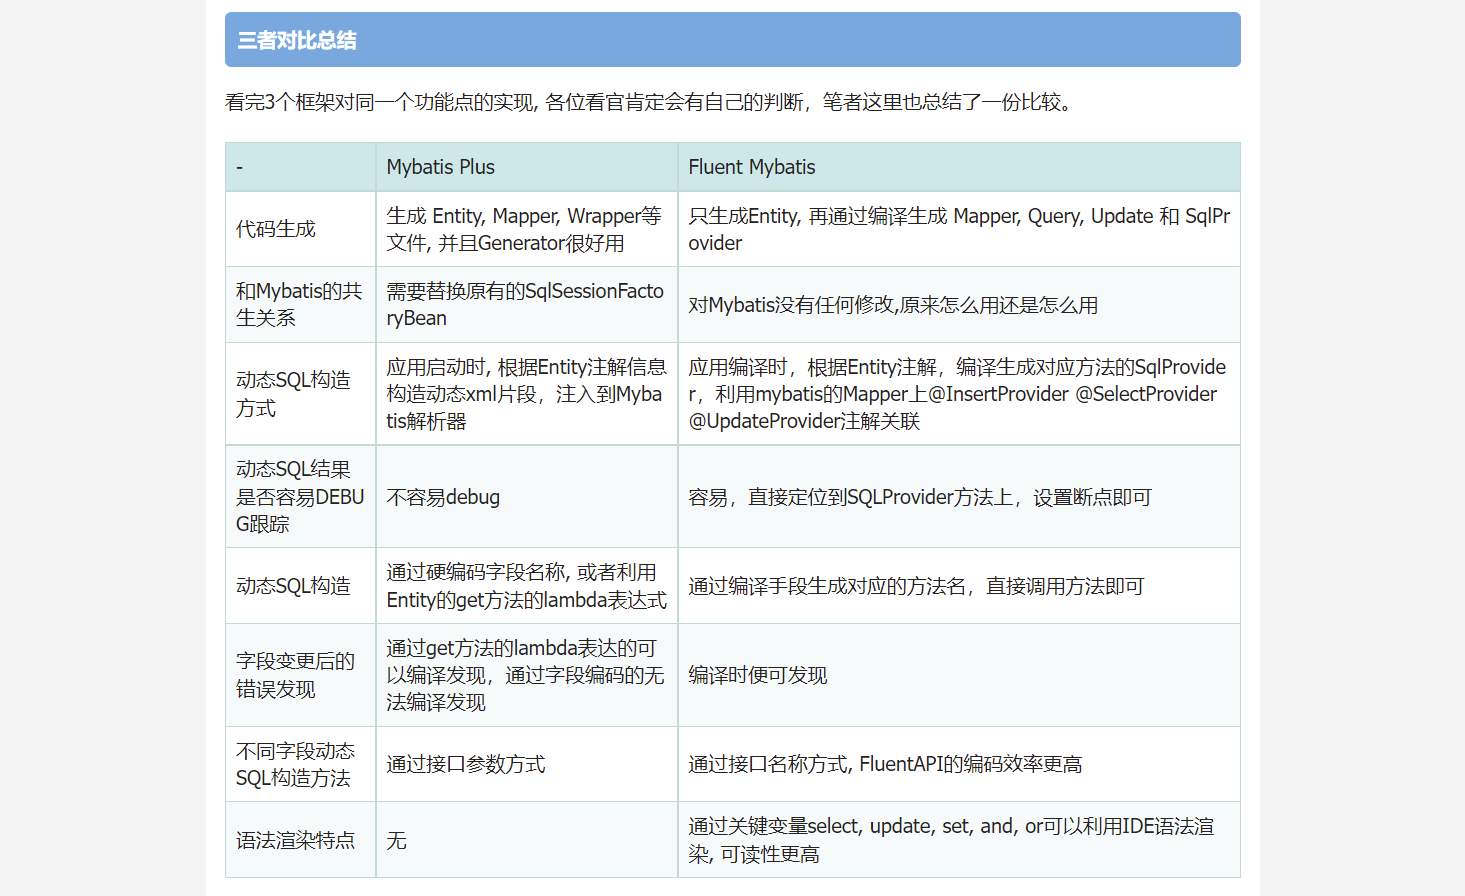 三者对比总结
看完3个框架对同一个功能点的实现, 各位看官肯定会有自己的判断，笔者这里也总结了一份比较。
-
Mybatis Plus
Fluent Mybatis
代码生成
生成 Entity, Mapper, Wrapper等
文件, 并且Generator很好用
只生成Entity, 再通过编译生成 Mapper, Query, Update 和 SqlPr
ovider
和Mybatis的共
生关系
需要替换原有的SqlSessionFacto
ryBean
对Mybatis没有任何修改,原来怎么用还是怎么用
动态SQL构造
方式
应用启动时, 根据Entity注解信息
构造动态xml片段，注入到Myba
tis解析器
应用编译时，根据Entity注解，编译生成对应方法的SqlProvide
r，利用mybatis的Mapper上@InsertProvider @SelectProvider
@UpdateProvider注解关联
动态SQL结果
是否容易DEBU
G跟踪
不容易debug
容易，直接定位到SQLProvider方法上，设置断点即可
动态SQL构造
通过硬编码字段名称, 或者利用
Entity的get方法的lambda表达式
通过编译手段生成对应的方法名，直接调用方法即可
字段变更后的
错误发现
通过get方法的lambda表达的可
以编译发现，通过字段编码的无
法编译发现
编译时便可发现
不同字段动态
SQL构造方法
通过接口参数方式
通过接口名称方式, FluentAPI的编码效率更高
语法渲染特点
无
通过关键变量select, update, set, and, or可以利用IDE语法渲
染, 可读性更高